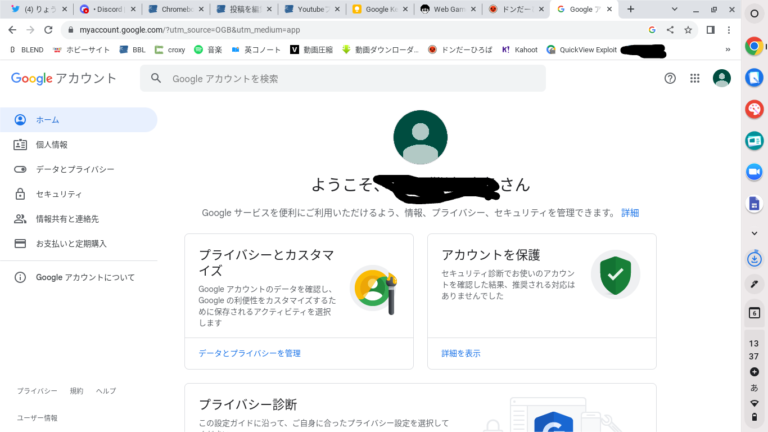 (4) りょう
• Discord
Chromebo
投稿を編
Youtubeプ
Google Ke
Web Gam
ドンだーひ
Google ア
myaccount.google.com/?utm_source=OGB&utm_medium=app
D BLEND
ホビーサイト
BBL
croxy
音楽
英コノート
動画圧縮
動画ダウンローダ..
ドンだーひろば
K! Kahoot
QuickView Exploit
»
Google アカウント
Google アカウントを検索
ホーム
個人情報
データとプライバシー
セキュリティ
情報共有と連絡先
お支払いと定期購入
Google アカウントについて
ようこそ、
さん
Google サービスを便利にご利用いただけるよう、情報、プライバシー、セキュリティを管理できます。 詳細
プライバシーとカスタマ
イズ
Google アカウントのデータを確認し、
Google の利便性をカスタマイズするた
めに保存されるアクティビティを選択
します
データとプライバシーを管理
アカウントを保護
セキュリティ診断でお使いのアカウン
トを確認した結果、推奨される対応は
ありませんでした
詳細を表示
プライバシー診断
この設定ガイドに沿って、ご自身に合ったプライバシー設定を選択して
プライバシー 規約 ヘルプ
ユーザー情報
6
13
37
あ